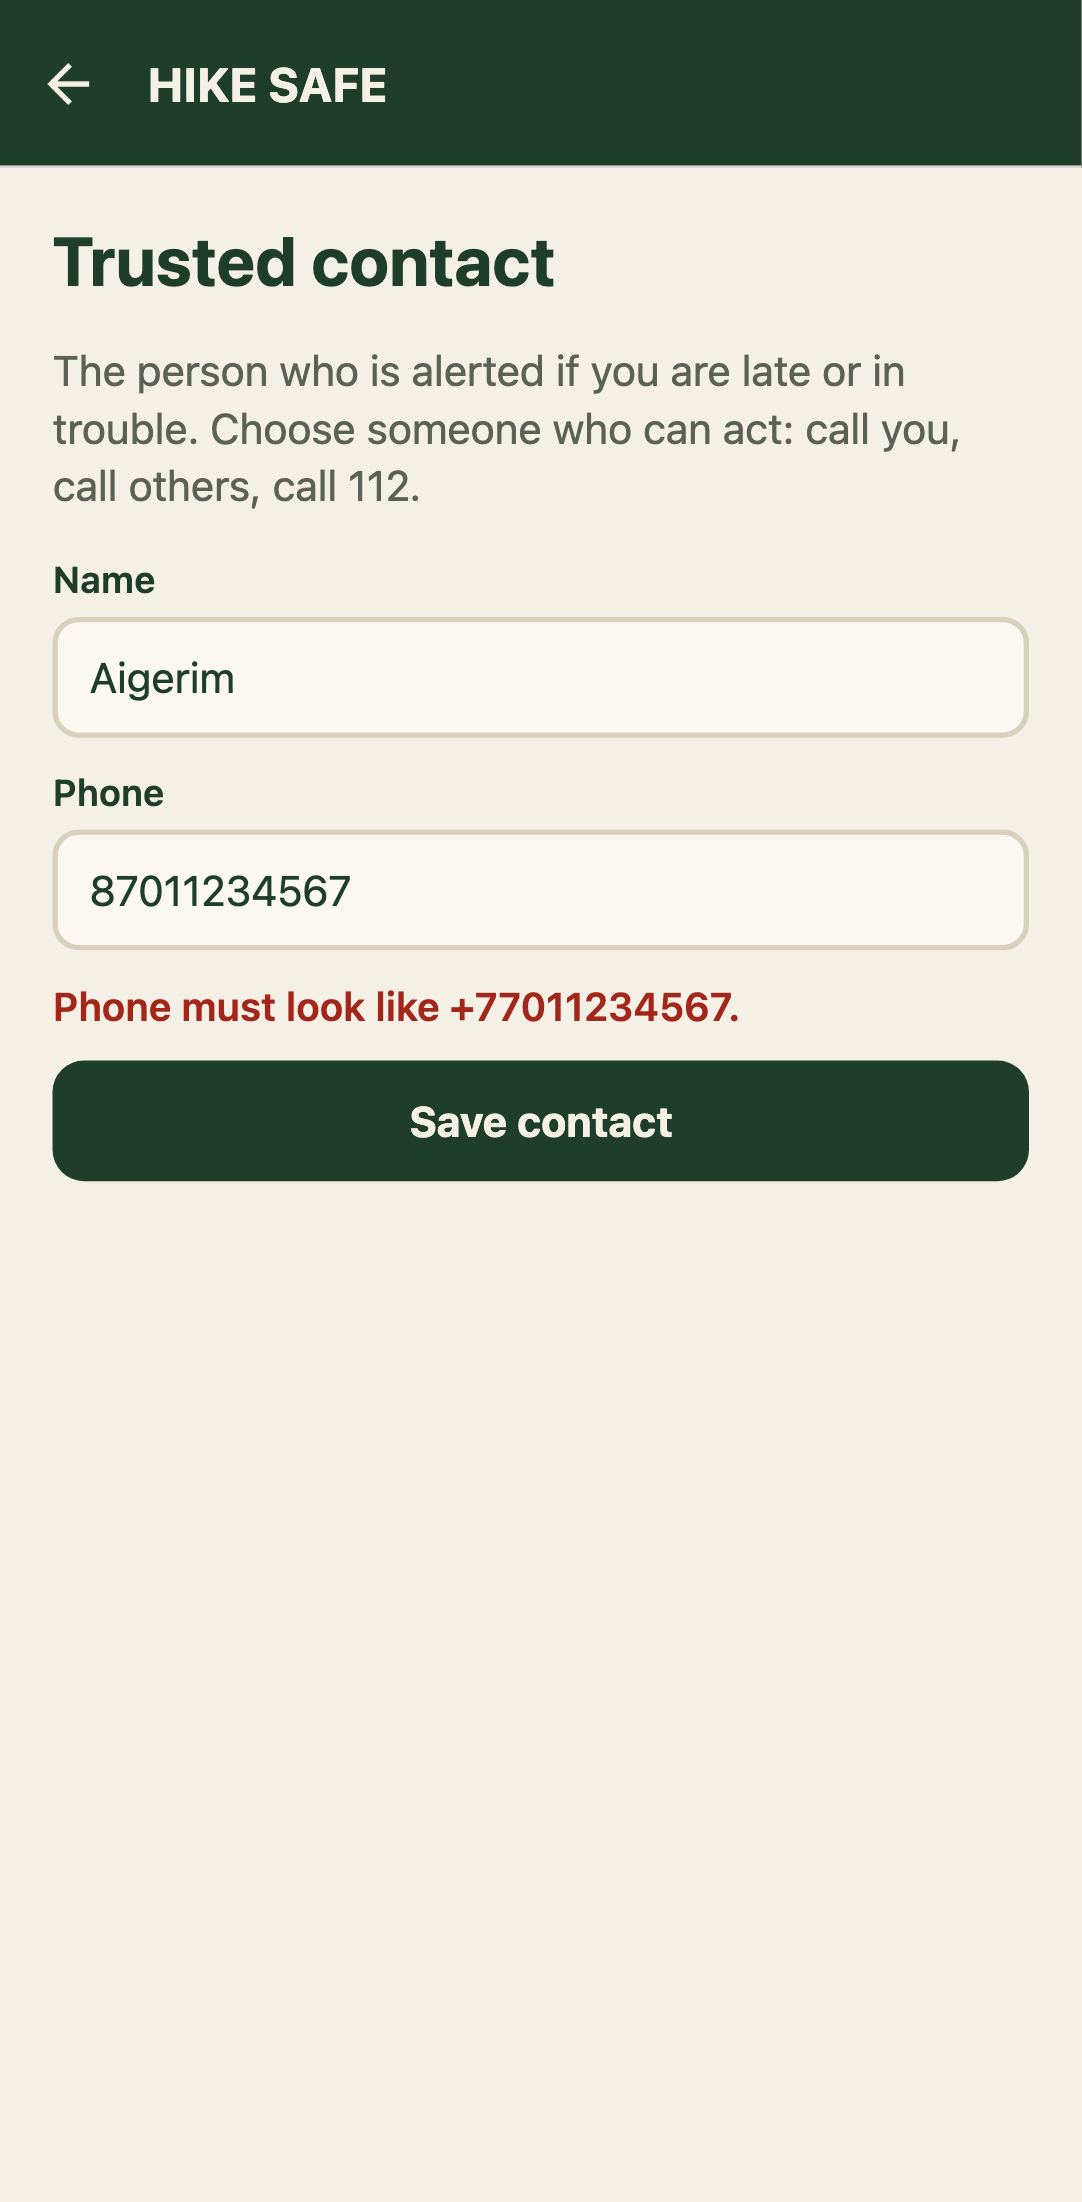 HIKE SAFE
Trusted contact
The person who is alerted if you are late or in
trouble. Choose someone who can act: call you,
call others, call 112.
Name
Aigerim
Phone
87011234567
Phone must look like +77011234567.
Save contact